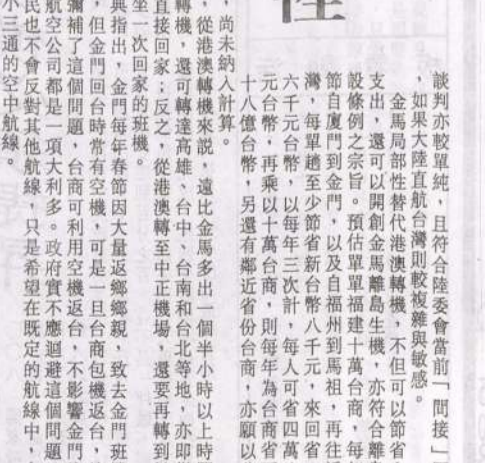 談判亦較單純，且符合陸委會當前「間接」
，如果大陸直航台灣則較複雜與敏感。
金馬局部性替代港澳轉機，不但可以節省
支出，還可以開創金馬離島生機，亦符合離
設條例之宗旨。預估單單福建十萬台商，每
節自廈門到金門，以及自福州到馬祖，再往
灣，每單趟至少節省新台幣八千元，來回省
六千元台幣，以每年三次計，每人可省四萬
元台幣，再乘以十萬台商，則每年為台商省
十八億台幣，另還有鄰近省份台商，亦願以
，尚未納入計算。
，從港澳轉機來說，遠比金馬多出一個半小時以上時
轉機，還可轉達高雄、台中、台南和台北等地，亦即
直接回家；反之，從港澳轉至中正機場，還要再轉到
坐一次回家的班機。
興指出，金門每年春節因大量返鄉鄉親，致去金門班
，但金門回台時常有空機，可是一旦台商包機返台，
彌補了這個問題，台商可利用空機返台，不影響金門
航空公司都是一項大利多。政府實不應迴避這個問題
民也不會反對其他航線，只是希望在既定的航線中，
小三通的空中航線。